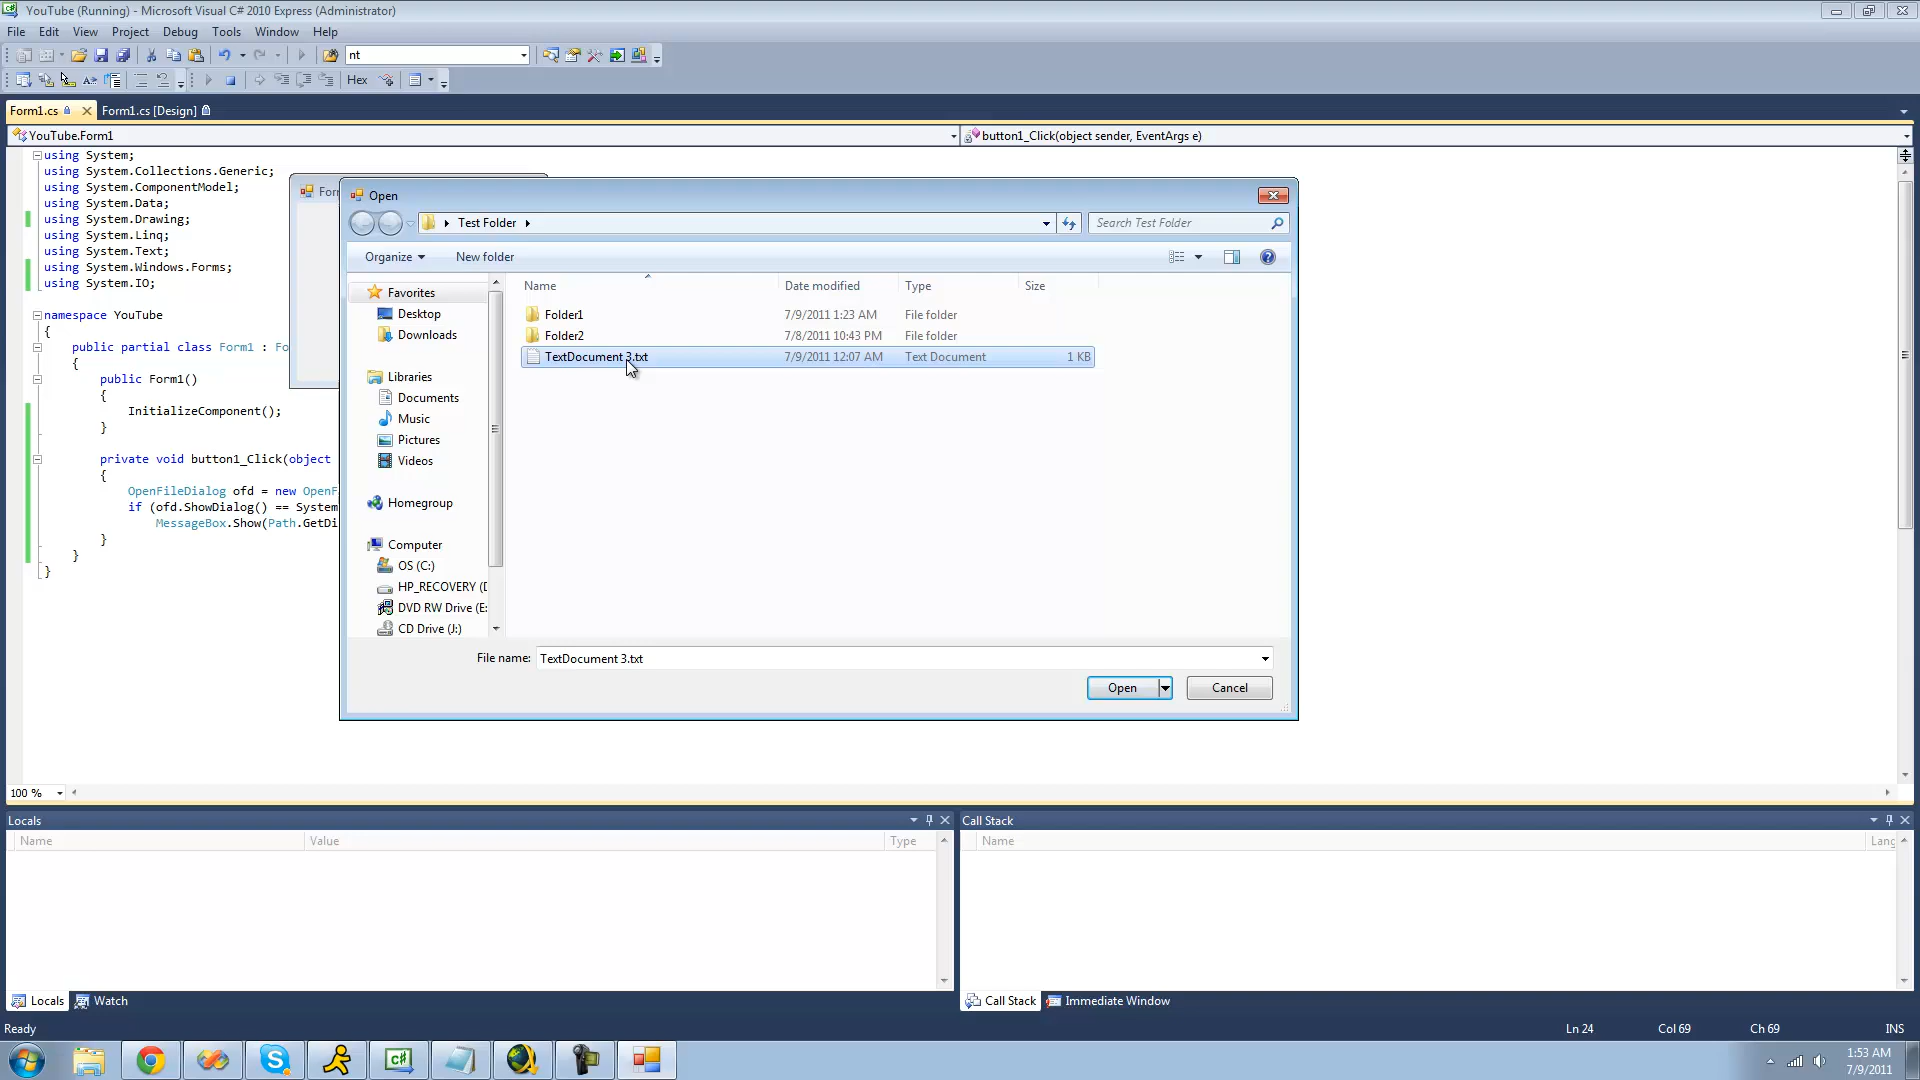 YouTube (Running) - Microsoft Visual C# 2010 Express (Administrator)
File Edit View Project Debug Tools Window Help
nt
Hex
Form1.cs Form1.cs [Design]
YouTube.Form1 button1_Click(object sender, EventArgs e)
using System;
using System.Collections.Generic;
using System.ComponentModel;
using System.Data;
using System.Drawing;
using System.Linq;
using System.Text;
using System.Windows.Forms;
using System.IO;
namespace YouTube
{
public partial class Form1 : Fo
{
public Form1()
{
InitializeComponent();
}
private void button1_Click(object
{
OpenFileDialog ofd = new OpenF
if (ofd.ShowDialog() == System
MessageBox.Show(Path.GetDi
}
}
}
For
Open
Test Folder Search Test Folder
Organize New folder
Name Date modified Type Size
Folder1 7/9/2011 1:23 AM File folder
Folder2 7/8/2011 10:43 PM File folder
TextDocument 3.txt 7/9/2011 12:07 AM Text Document 1 KB
Favorites
Desktop
Downloads
Libraries
Documents
Music
Pictures
Videos
Homegroup
Computer
OS (C:)
HP_RECOVERY (D
DVD RW Drive (E:
CD Drive (J:)
File name: TextDocument 3.txt
Open Cancel
100 %
Locals Call Stack
Name Value Type Name Lang
Locals Watch Call Stack Immediate Window
Ready Ln 24 Col 69 Ch 69 INS
C#
1:53 AM
7/9/2011